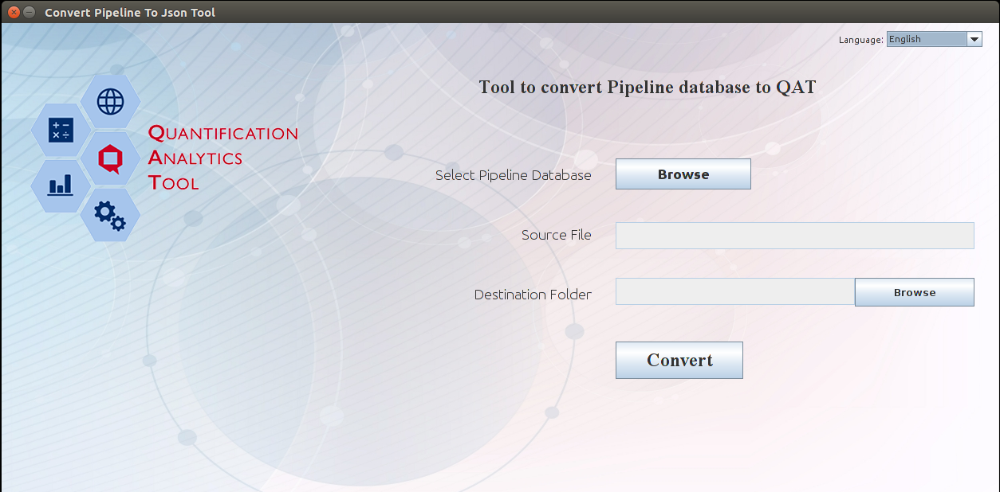 Convert Pipeline To Json Tool
Language: English
Tool to convert Pipeline database to QAT
QUANTIFICATION
ANALYTICS
TOOL
Select Pipeline Database Browse
Source File
Destination Folder Browse
Convert